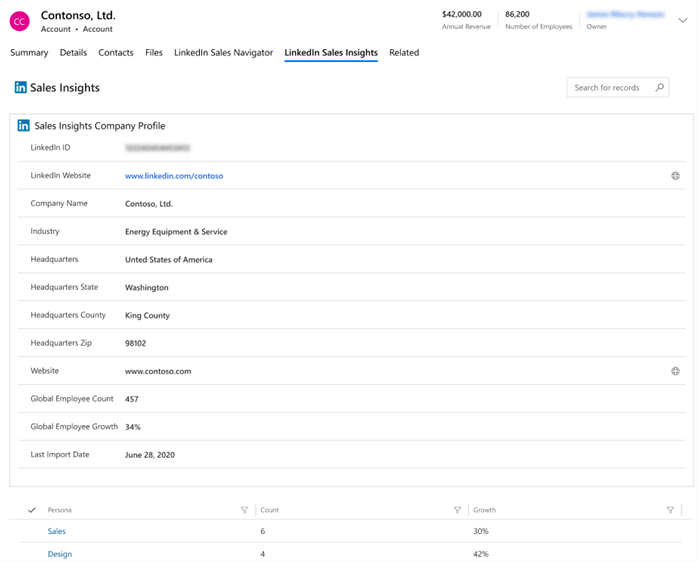 CC
Contonso, Ltd.
Account • Account
$42,000.00
Annual Revenue
86,200
Number of Employees
Owner
Summary Details Contacts Files LinkedIn Sales Navigator LinkedIn Sales Insights Related
in Sales Insights
Search for records
in Sales Insights Company Profile
LinkedIn ID
LinkedIn Website www.linkedin.com/contoso
Company Name Contoso, Ltd.
Industry Energy Equipment & Service
Headquarters United States of America
Headquarters State Washington
Headquarters County King County
Headquarters Zip 98102
Website www.contoso.com
Global Employee Count 457
Global Employee Growth 34%
Last Import Date June 28, 2020
Persona Count Growth
Sales 6 30%
Design 4 42%